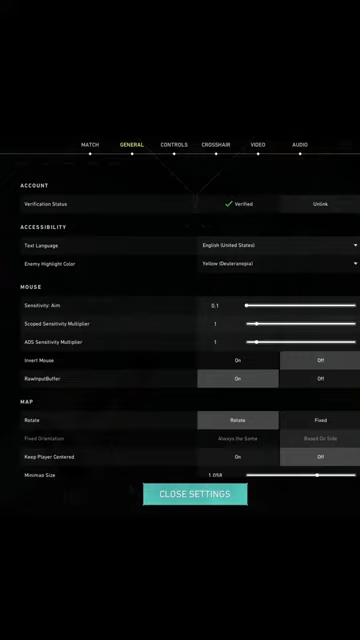 MATCH GENERAL CONTROLS CROSSHAIR VIDEO AUDIO
ACCOUNT
Verification Status Verified Unlink
ACCESSIBILITY
Text Language English (United States)
Enemy Highlight Color Yellow (Deuteranopia)
MOUSE
Sensitivity: Aim 0.1
Scoped Sensitivity Multiplier 1
ADS Sensitivity Multiplier 1
Invert Mouse On Off
RawInputBuffer On Off
MAP
Rotate Rotate Fixed
Fixed Orientation Always the Same Based On Side
Keep Player Centered On Off
Minimap Size 1.058
CLOSE SETTINGS